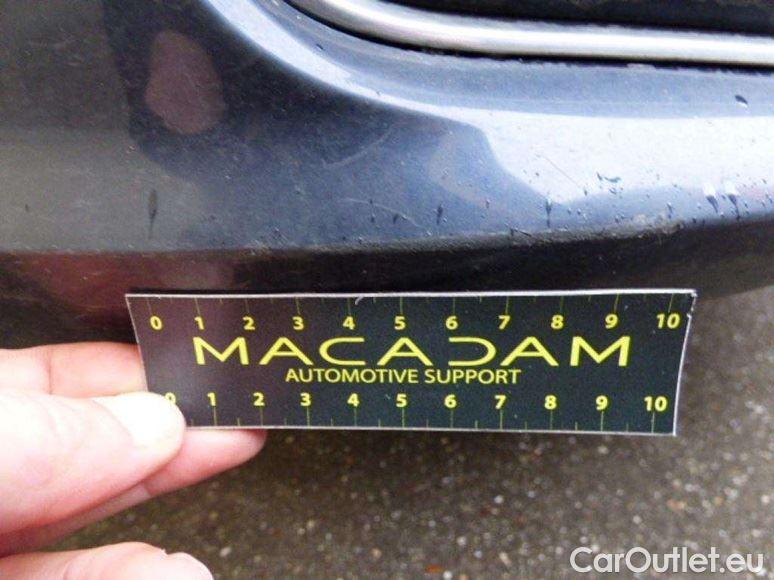 0 1 2 3 4 5 6 7 8 9 10
MACADAM
AUTOMOTIVE SUPPORT
0 1 2 3 4 5 6 7 8 9 10
CarOutlet.eu